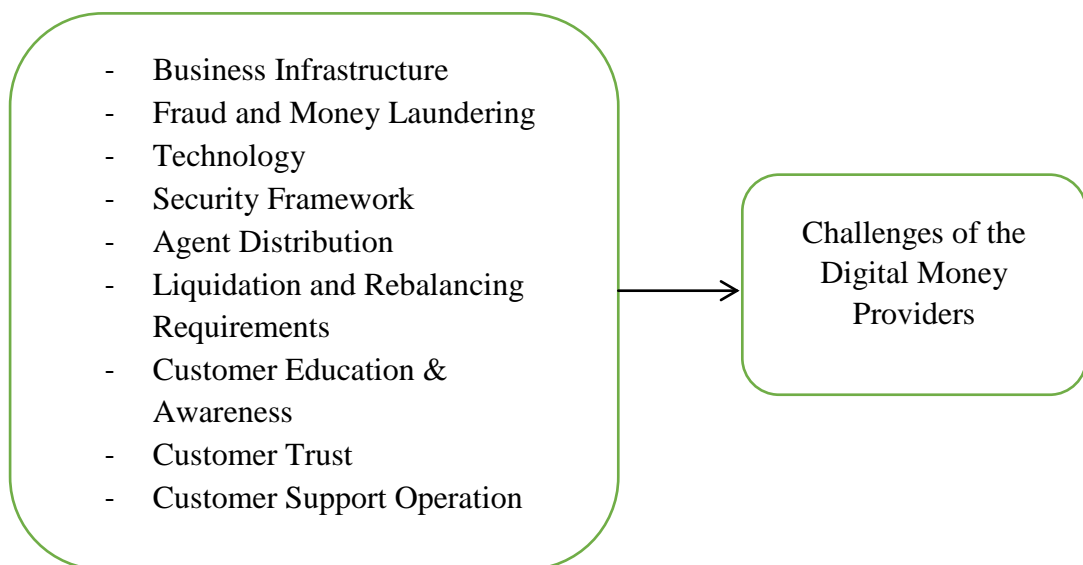 - Business Infrastructure
- Fraud and Money Laundering
- Technology
- Security Framework
- Agent Distribution
- Liquidation and Rebalancing
Requirements
- Customer Education &
Awareness
- Customer Trust
- Customer Support Operation
Challenges of the
Digital Money
Providers